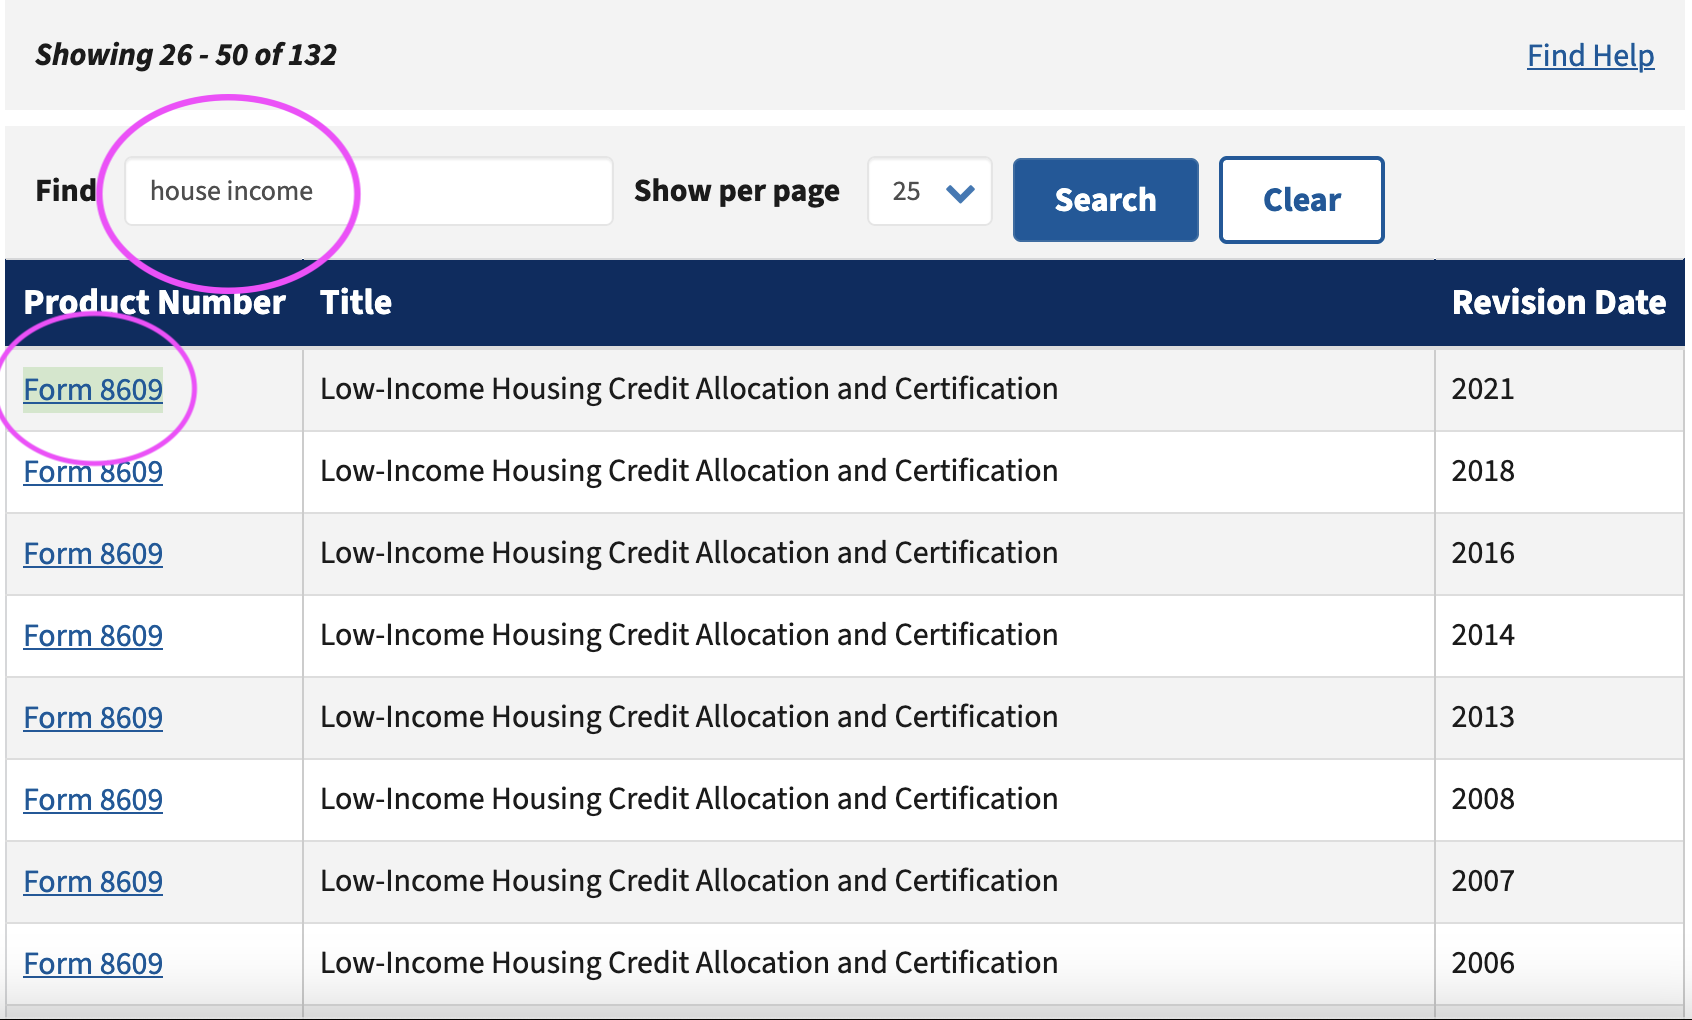 Showing 26 - 50 of 132 Find Help
Find house income Show per page 25 Search Clear
Product Number Title Revision Date
Form 8609 Low-Income Housing Credit Allocation and Certification 2021
Form 8609 Low-Income Housing Credit Allocation and Certification 2018
Form 8609 Low-Income Housing Credit Allocation and Certification 2016
Form 8609 Low-Income Housing Credit Allocation and Certification 2014
Form 8609 Low-Income Housing Credit Allocation and Certification 2013
Form 8609 Low-Income Housing Credit Allocation and Certification 2008
Form 8609 Low-Income Housing Credit Allocation and Certification 2007
Form 8609 Low-Income Housing Credit Allocation and Certification 2006